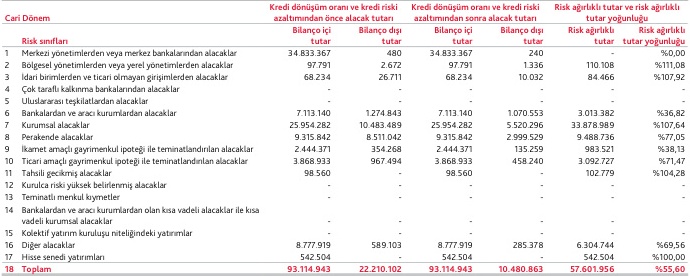 Cari Dönem
Kredi dönüşüm oranı ve kredi riski azaltımından önce alacak tutarı
Kredi dönüşüm oranı ve kredi riski azaltımından sonra alacak tutarı
Risk ağırlıklı tutar ve risk ağırlıklı tutar yoğunluğu
Risk sınıfları Bilanço içi tutar Bilanço dışı tutar Bilanço içi tutar Bilanço dışı tutar Risk ağırlıklı tutar Risk ağırlıklı tutar yoğunluğu
1 Merkezi yönetimlerden veya merkez bankalarından alacaklar 34.833.367 480 34.833.367 240 - %0,00
2 Bölgesel yönetimlerden veya yerel yönetimlerden alacaklar 97.791 2.672 97.791 1.336 110.108 %111,08
3 İdari birimlerden ve ticari olmayan girişimlerden alacaklar 68.234 26.711 68.234 10.032 84.466 %107,92
4 Çok taraflı kalkınma bankalarından alacaklar - - - - - -
5 Uluslararası teşkilatlardan alacaklar - - - - - -
6 Bankalardan ve aracı kurumlardan alacaklar 7.113.140 1.274.843 7.113.140 1.070.553 3.013.382 %36,82
7 Kurumsal alacaklar 25.954.282 10.483.489 25.954.282 5.520.296 33.878.989 %107,64
8 Perakende alacaklar 9.315.842 8.511.042 9.315.842 2.999.529 9.488.736 %77,05
9 İkamet amaçlı gayrimenkul ipoteği ile teminatlandırılan alacaklar 2.444.371 354.268 2.444.371 135.259 983.521 %38,13
10 Ticari amaçlı gayrimenkul ipoteği ile teminatlandırılan alacaklar 3.868.933 967.494 3.868.933 458.240 3.092.727 %71,47
11 Tahsili gecikmiş alacaklar 98.560 - 98.560 - 102.779 %104,28
12 Kurulca riski yüksek belirlenmiş alacaklar - - - - - -
13 Teminatlı menkul kıymetler - - - - - -
14 Bankalardan ve aracı kurumlardan olan kısa vadeli alacaklar ile kısa
vadeli kurumsal alacaklar - - - - - -
15 Kolektif yatırım kuruluşu niteliğindeki yatırımlar - - - - - -
16 Diğer alacaklar 8.777.919 589.103 8.777.919 285.378 6.304.744 %69,56
17 Hisse senedi yatırımları 542.504 - 542.504 - 542.504 %100,00
18 Toplam 93.114.943 22.210.102 93.114.943 10.480.863 57.601.956 %55,60